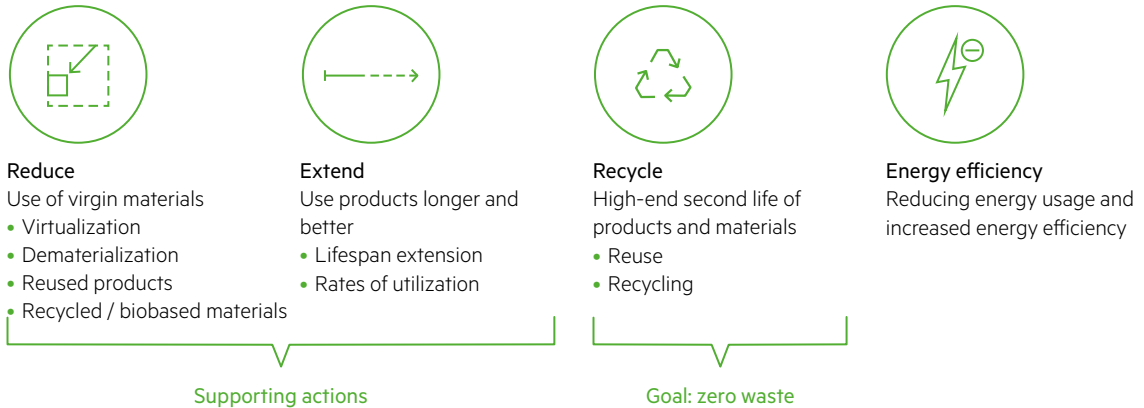 Reduce
Use of virgin materials
• Virtualization
• Dematerialization
• Reused products
• Recycled / biobased materials
Extend
Use products longer and
better
• Lifespan extension
• Rates of utilization
Recycle
High-end second life of
products and materials
• Reuse
• Recycling
Energy efficiency
Reducing energy usage and
increased energy efficiency
Supporting actions
Goal: zero waste